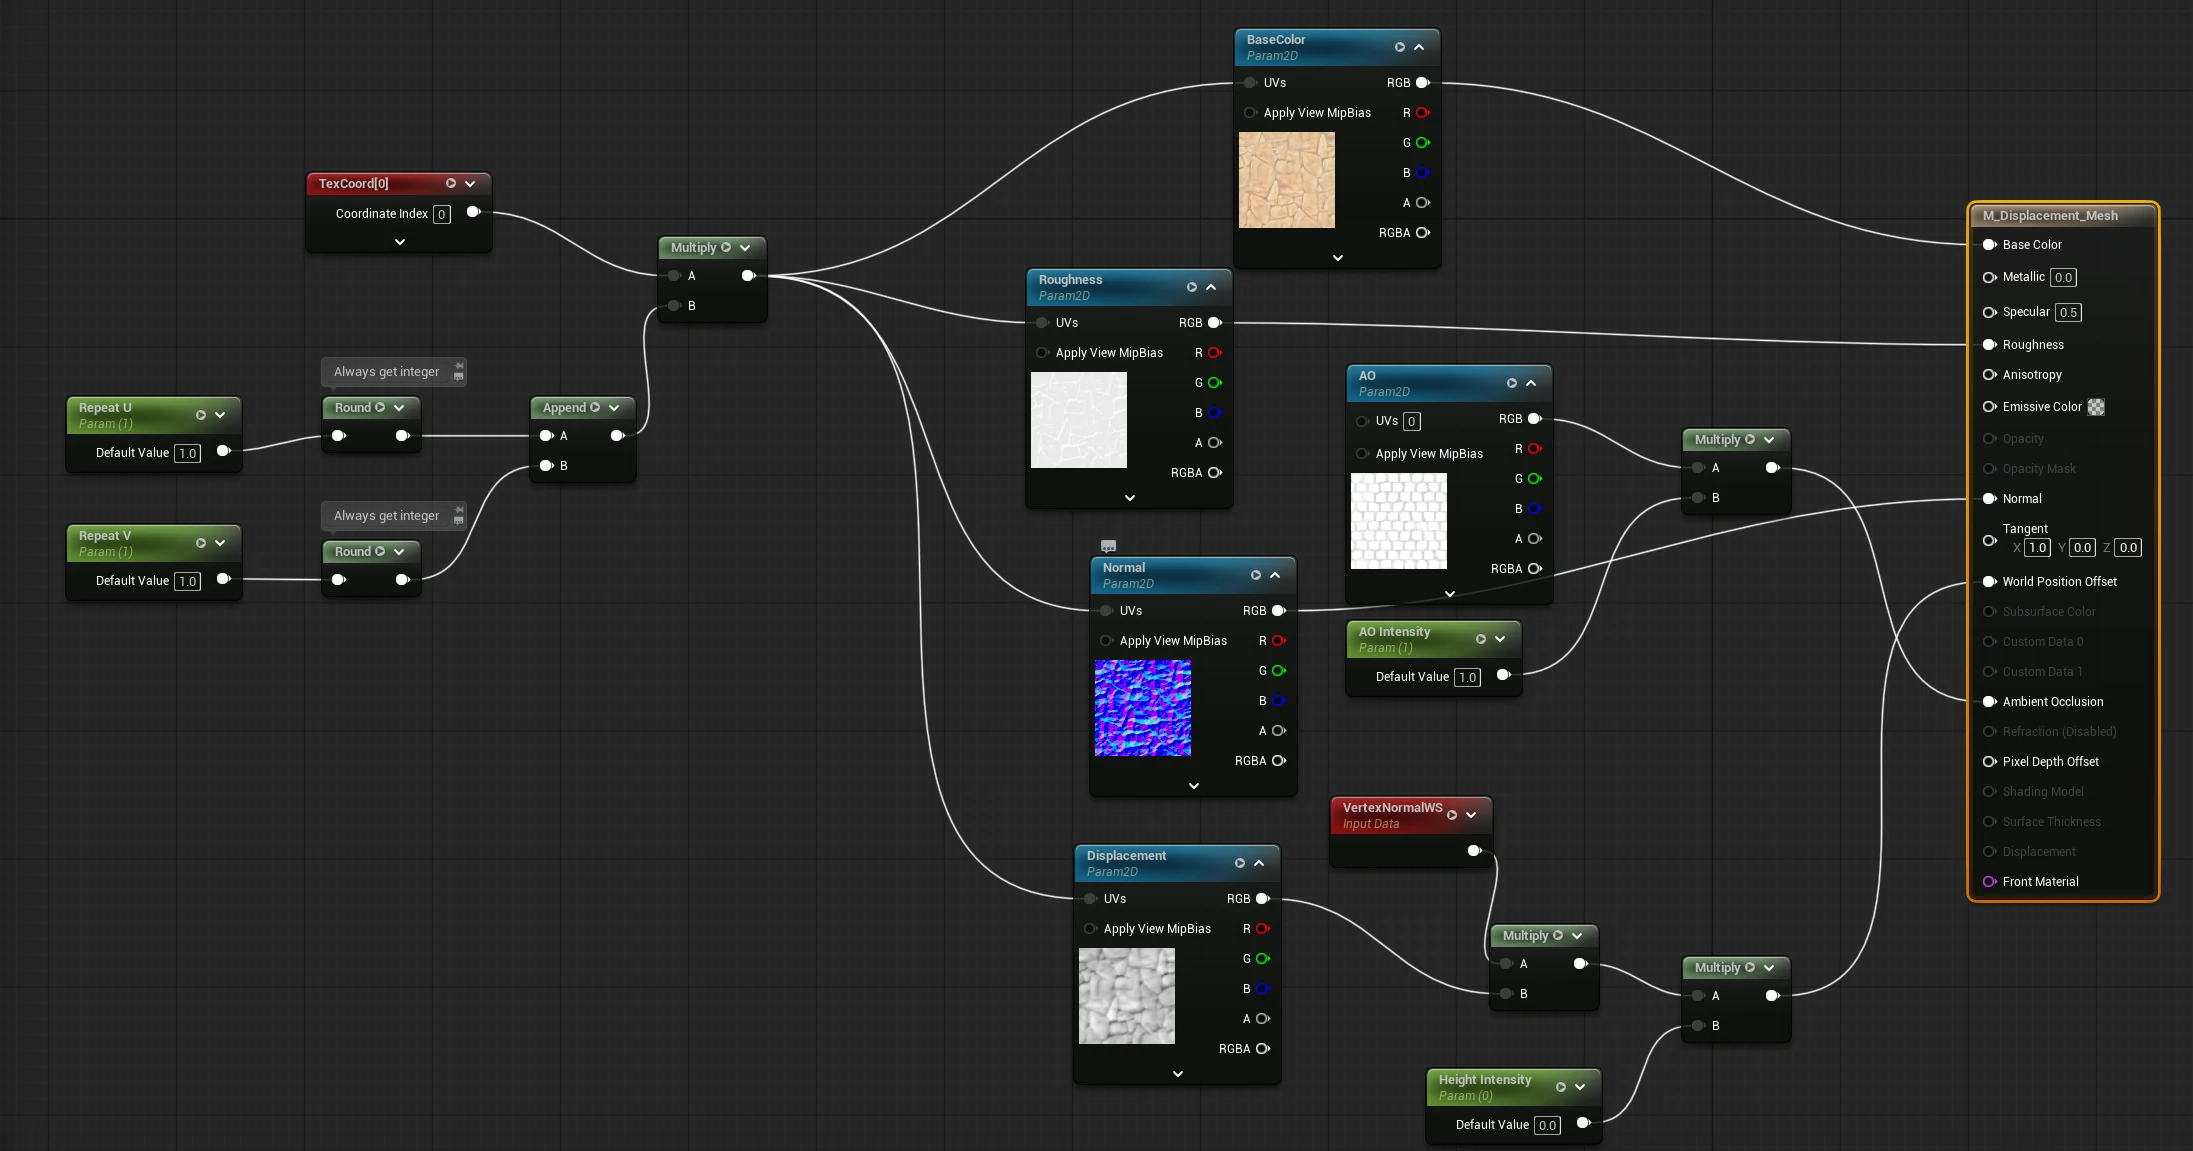 BaseColor
Param2D
UVs RGB
Apply View MipBias R
G
B
A
RGBA
TexCoord[0]
Coordinate Index 0
Multiply
A
B
Roughness
Param2D
UVs RGB
Apply View MipBias R
G
B
A
RGBA
Always get integer
Repeat U
Param (1)
Default Value 1.0
Round
Append
A
B
Always get integer
Repeat V
Param (1)
Default Value 1.0
Round
AO
Param2D
UVs 0 RGB
Apply View MipBias R
G
B
A
RGBA
Multiply
A
B
Normal
Param2D
UVs RGB
Apply View MipBias R
G
B
A
RGBA
AO Intensity
Param (1)
Default Value 1.0
VertexNormalWS
Input Data
Displacement
Param2D
UVs RGB
Apply View MipBias R
G
B
A
RGBA
Multiply
A
B
Multiply
A
B
Height Intensity
Param (0)
Default Value 0.0
M_Displacement_Mesh
Base Color
Metallic 0.0
Specular 0.5
Roughness
Anisotropy
Emissive Color
Opacity
Opacity Mask
Normal
Tangent
X 1.0 Y 0.0 Z 0.0
World Position Offset
Subsurface Color
Custom Data 0
Custom Data 1
Ambient Occlusion
Refraction (Disabled)
Pixel Depth Offset
Shading Model
Surface Thickness
Displacement
Front Material